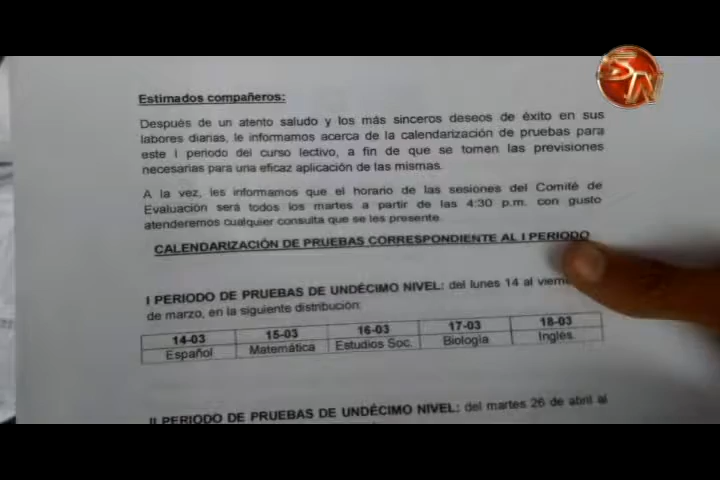 SN
Estimados compañeros:
Después de un atento saludo y los más sinceros deseos de éxito en sus
labores diarias, le informamos acerca de la calendarización de pruebas para
este I periodo del curso lectivo, a fin de que se tomen las previsiones
necesarias para una eficaz aplicación de las mismas.
A la vez, les informamos que el horario de las sesiones del Comité de
Evaluación será todos los martes a partir de las 4:30 p.m. con gusto
atenderemos cualquier consulta que se les presente.
CALENDARIZACIÓN DE PRUEBAS CORRESPONDIENTE AL I PERIODO
I PERIODO DE PRUEBAS DE UNDÉCIMO NIVEL: del lunes 14 al
de marzo, en la siguiente distribución:
14-03 15-03 16-03 17-03 18-03
Español Matemática Estudios Soc. Biología Inglés.
II PERIODO DE PRUEBAS DE UNDÉCIMO NIVEL: del martes 26 de abril al